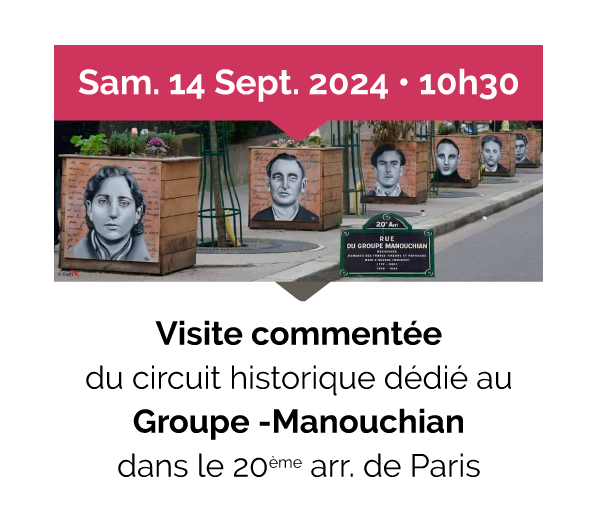 Sam. 14 Sept. 2024 • 10h30
20e Arrt
RUE
DU GROUPE MANOUCHIAN
Visite commentée
du circuit historique dédié au
Groupe -Manouchian
dans le 20ème arr. de Paris